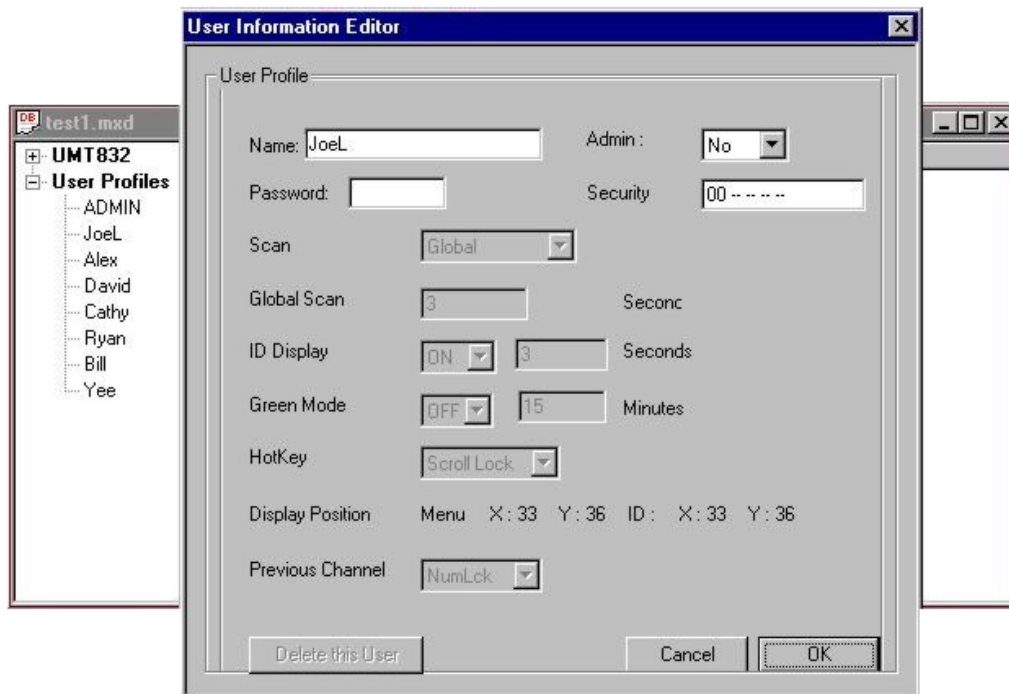 User Information Editor
User Profile
DB test1.mxd
UMT832
User Profiles
ADMIN
JoeL
Alex
David
Cathy
Ryan
Bill
Yee
Name: JoeL Admin : No
Password: Security 00 -- -- -- --
Scan Global
Global Scan 3 Seconc
ID Display ON 3 Seconds
Green Mode OFF 15 Minutes
HotKey Scroll Lock
Display Position Menu X : 33 Y : 36 ID : X : 33 Y : 36
Previous Channel NumLck
Delete this User Cancel OK